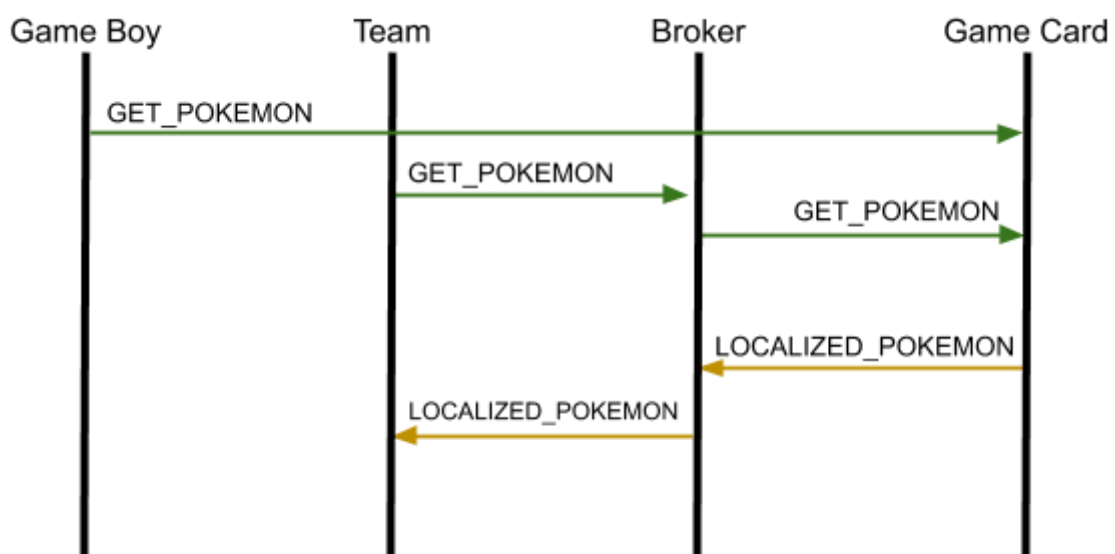 Game Boy
Team
Broker
Game Card
GET_POKEMON
GET_POKEMON
GET_POKEMON
LOCALIZED_POKEMON
LOCALIZED_POKEMON